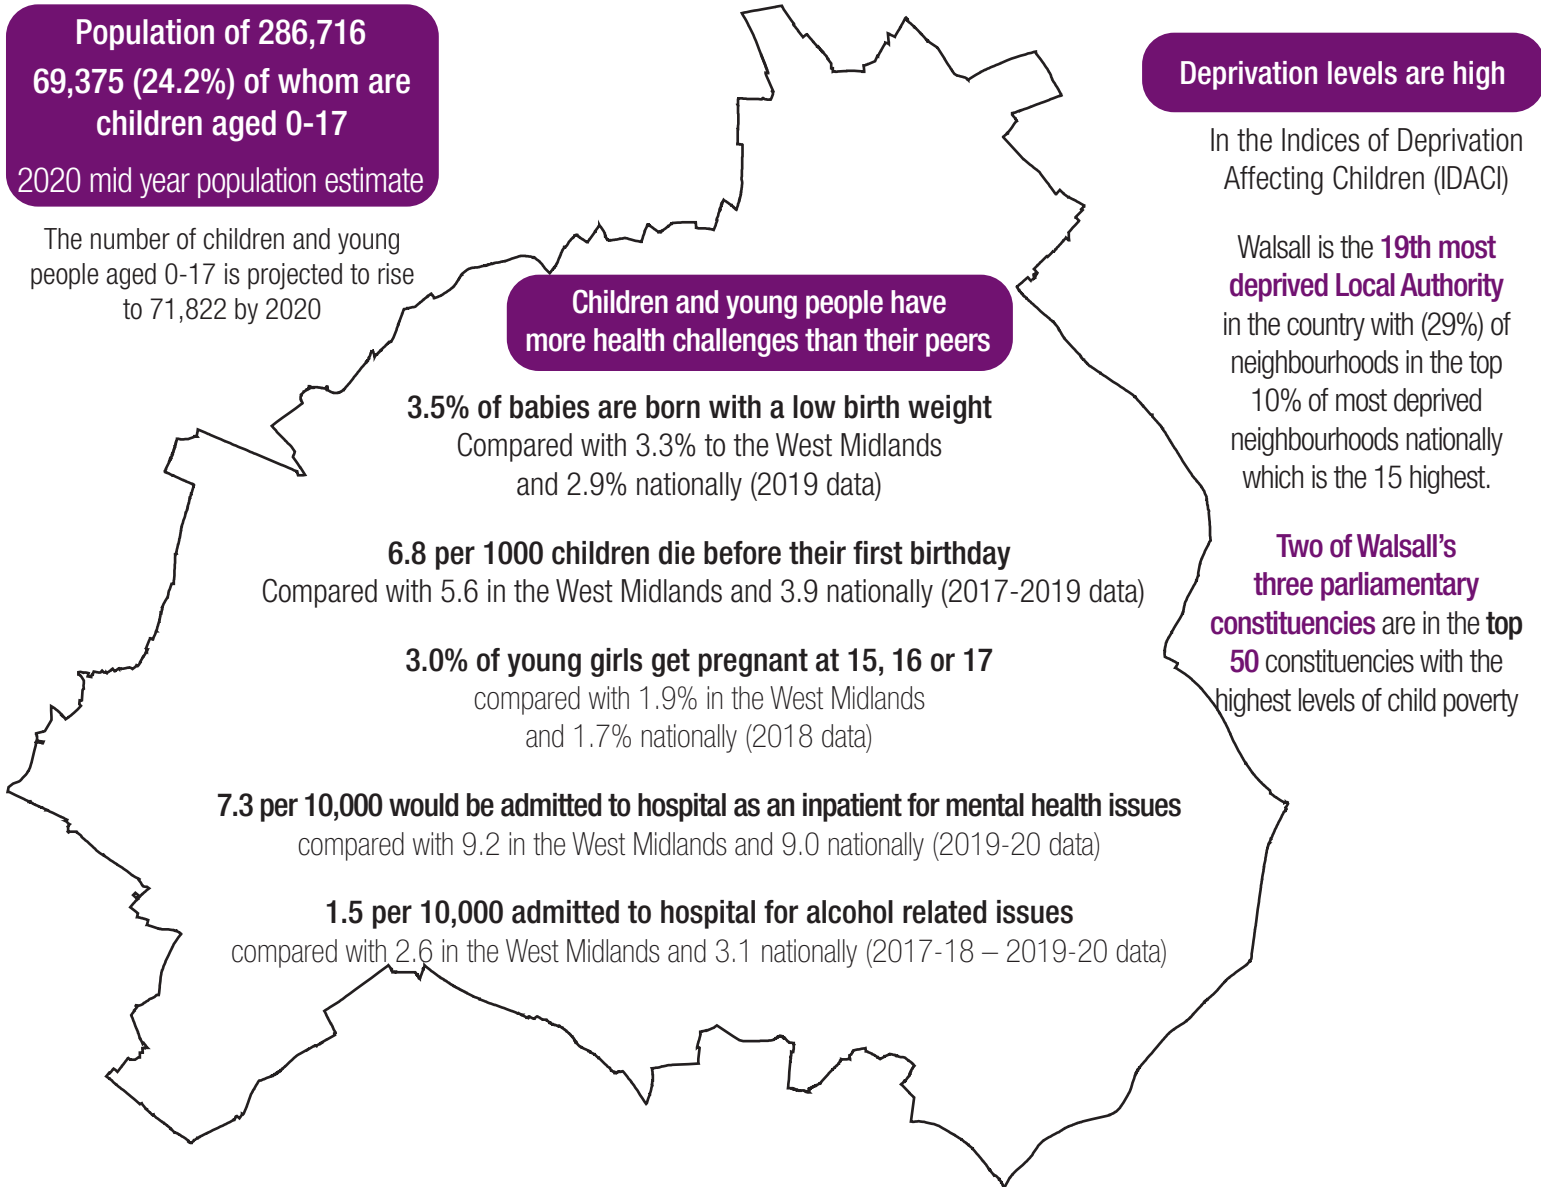 Population of 286,716
69,375 (24.2%) of whom are
children aged 0-17
2020 mid year population estimate
The number of children and young
people aged 0-17 is projected to rise
to 71,822 by 2020
Children and young people have
more health challenges than their peers
3.5% of babies are born with a low birth weight
Compared with 3.3% to the West Midlands
and 2.9% nationally (2019 data)
6.8 per 1000 children die before their first birthday
Compared with 5.6 in the West Midlands and 3.9 nationally (2017-2019 data)
3.0% of young girls get pregnant at 15, 16 or 17
compared with 1.9% in the West Midlands
and 1.7% nationally (2018 data)
7.3 per 10,000 would be admitted to hospital as an inpatient for mental health issues
compared with 9.2 in the West Midlands and 9.0 nationally (2019-20 data)
1.5 per 10,000 admitted to hospital for alcohol related issues
compared with 2.6 in the West Midlands and 3.1 nationally (2017-18 – 2019-20 data)
Deprivation levels are high
In the Indices of Deprivation
Affecting Children (IDACI)
Walsall is the 19th most
deprived Local Authority
in the country with (29%) of
neighbourhoods in the top
10% of most deprived
neighbourhoods nationally
which is the 15 highest.
Two of Walsall's
three parliamentary
constituencies are in the top
50 constituencies with the
highest levels of child poverty